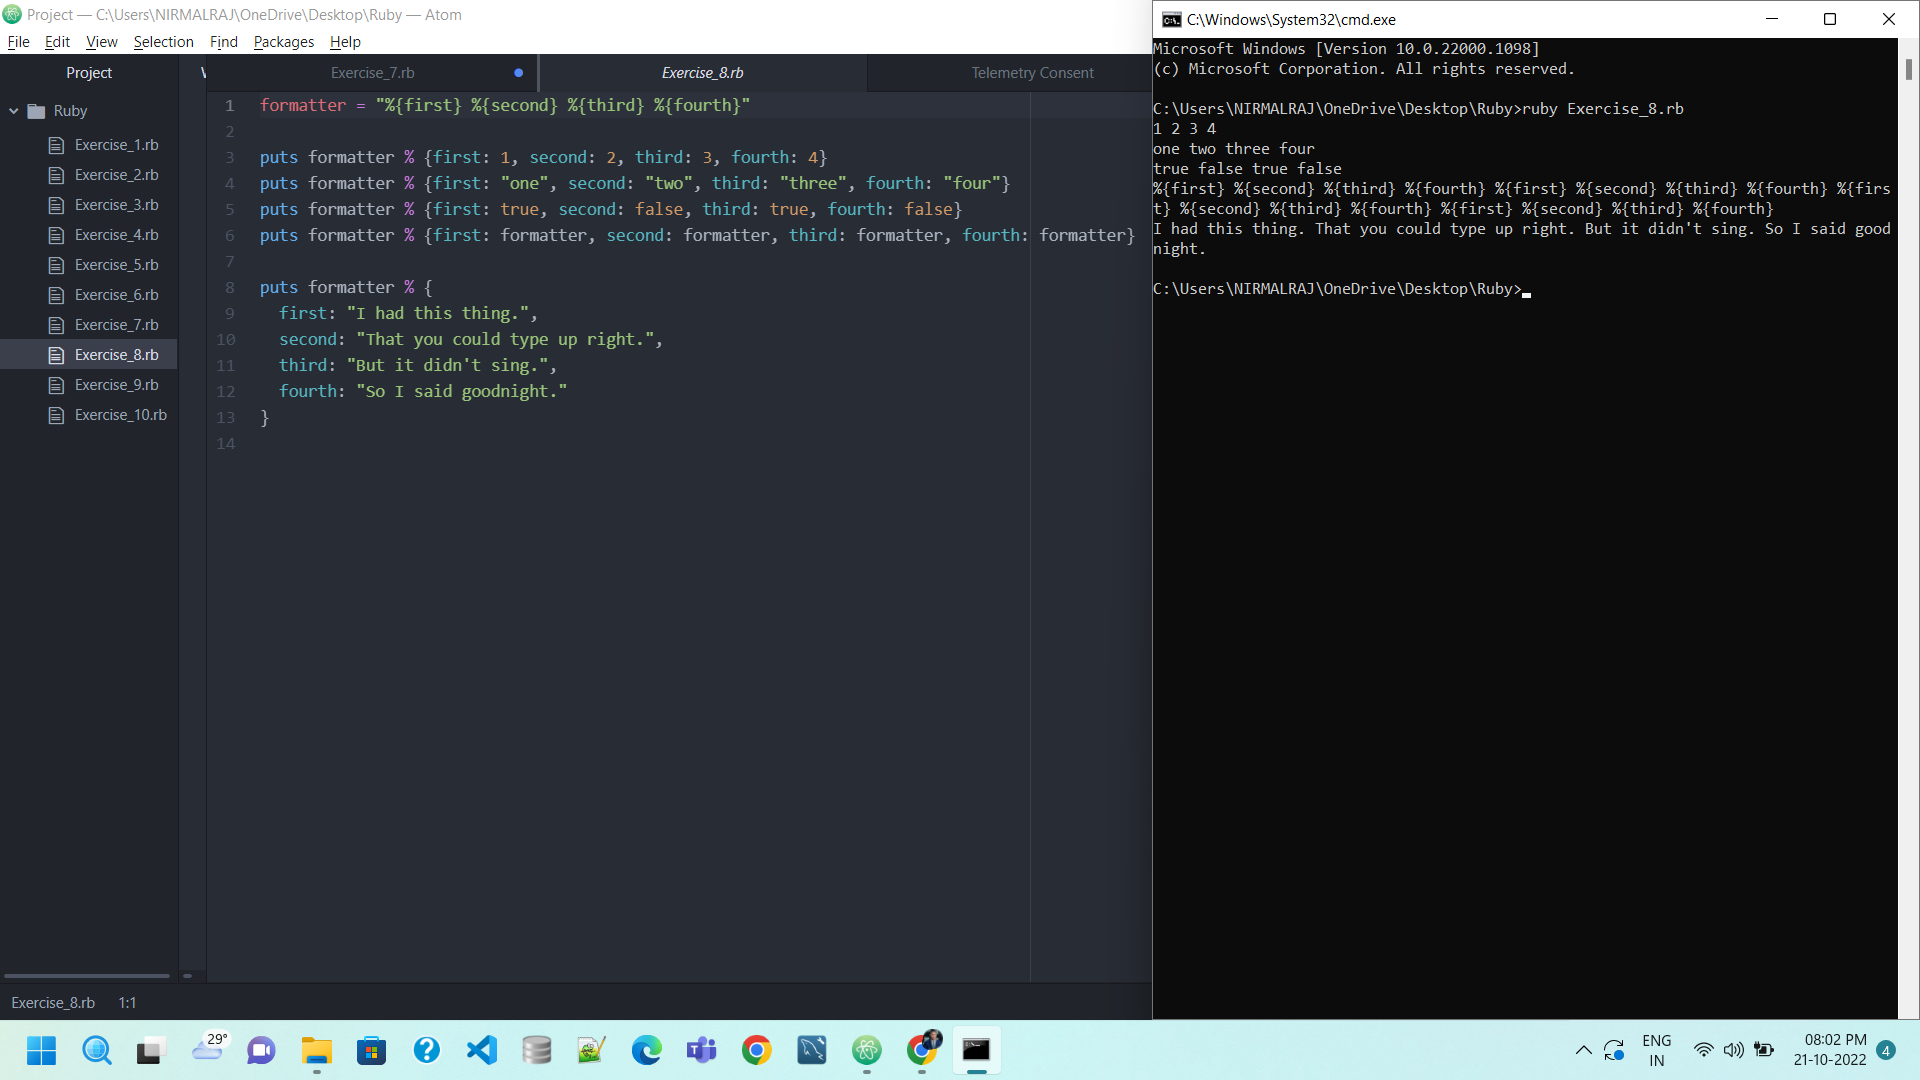 Project — C:\Users\NIRMALRAJ\OneDrive\Desktop\Ruby — Atom
File Edit View Selection Find Packages Help
Project
Exercise_7.rb
Exercise_8.rb
Telemetry Consent
Ruby
Exercise_1.rb
Exercise_2.rb
Exercise_3.rb
Exercise_4.rb
Exercise_5.rb
Exercise_6.rb
Exercise_7.rb
Exercise_8.rb
Exercise_9.rb
Exercise_10.rb
1 formatter = "%{first} %{second} %{third} %{fourth}"
2
3 puts formatter % {first: 1, second: 2, third: 3, fourth: 4}
4 puts formatter % {first: "one", second: "two", third: "three", fourth: "four"}
5 puts formatter % {first: true, second: false, third: true, fourth: false}
6 puts formatter % {first: formatter, second: formatter, third: formatter, fourth: formatter}
7
8 puts formatter % {
9 first: "I had this thing.",
10 second: "That you could type up right.",
11 third: "But it didn't sing.",
12 fourth: "So I said goodnight."
13 }
14
Exercise_8.rb 1:1
C:\Windows\System32\cmd.exe
Microsoft Windows [Version 10.0.22000.1098]
(c) Microsoft Corporation. All rights reserved.
C:\Users\NIRMALRAJ\OneDrive\Desktop\Ruby>ruby Exercise_8.rb
1 2 3 4
one two three four
true false true false
%{first} %{second} %{third} %{fourth} %{first} %{second} %{third} %{fourth} %{firs
t} %{second} %{third} %{fourth} %{first} %{second} %{third} %{fourth}
I had this thing. That you could type up right. But it didn't sing. So I said good
night.
C:\Users\NIRMALRAJ\OneDrive\Desktop\Ruby>
29°
ENG
IN
08:02 PM
21-10-2022
4